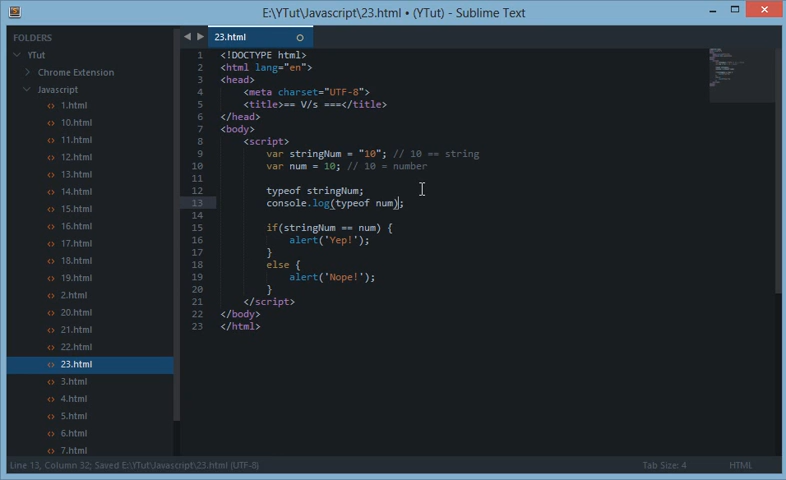 E:\YTut\Javascript\23.html • (YTut) - Sublime Text
FOLDERS
YTut
Chrome Extension
Javascript
1.html
10.html
11.html
12.html
13.html
14.html
15.html
16.html
17.html
18.html
19.html
2.html
20.html
21.html
22.html
23.html
3.html
4.html
5.html
6.html
7.html
23.html
1 <!DOCTYPE html>
2 <html lang="en">
3 <head>
4 <meta charset="UTF-8">
5 <title>== V/s ===</title>
6 </head>
7 <body>
8 <script>
9 var stringNum = "10"; // 10 == string
10 var num = 10; // 10 = number
11
12 typeof stringNum;
13 console.log(typeof num);
14
15 if(stringNum == num) {
16 alert('Yep!');
17 }
18 else {
19 alert('Nope!');
20 }
21 </script>
22 </body>
23 </html>
Line 13, Column 32; Saved E:\YTut\Javascript\23.html (UTF-8)
Tab Size: 4
HTML